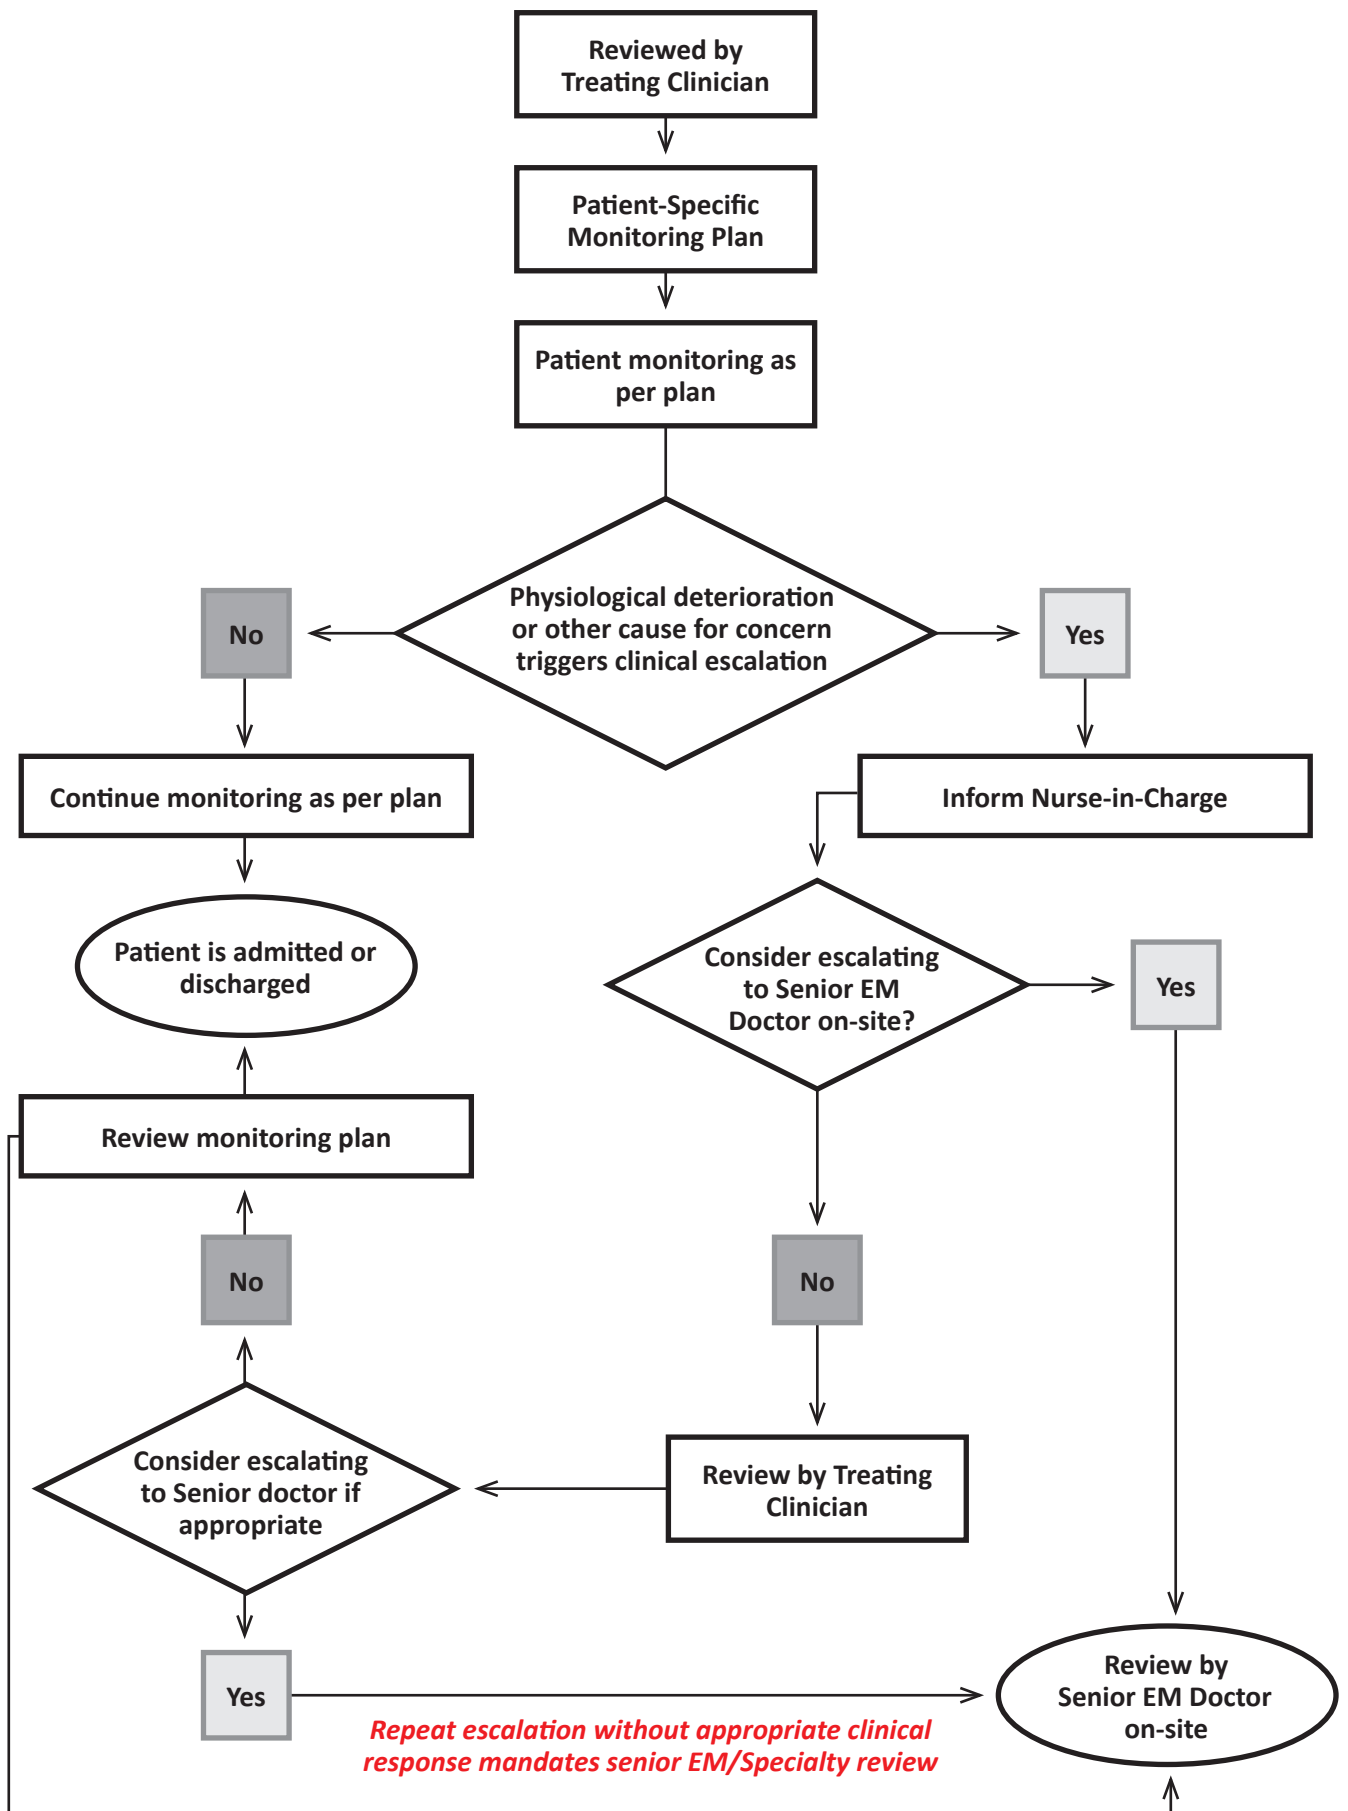 Reviewed by
Treating Clinician
Patient-Specific
Monitoring Plan
Patient monitoring as
per plan
Physiological deterioration
or other cause for concern
triggers clinical escalation
No
Yes
Continue monitoring as per plan
Inform Nurse-in-Charge
Patient is admitted or
discharged
Consider escalating
to Senior EM
Doctor on-site?
Yes
Review monitoring plan
No
No
Consider escalating
to Senior doctor if
appropriate
Review by Treating
Clinician
Yes
Review by
Senior EM Doctor
on-site
Repeat escalation without appropriate clinical
response mandates senior EM/Specialty review